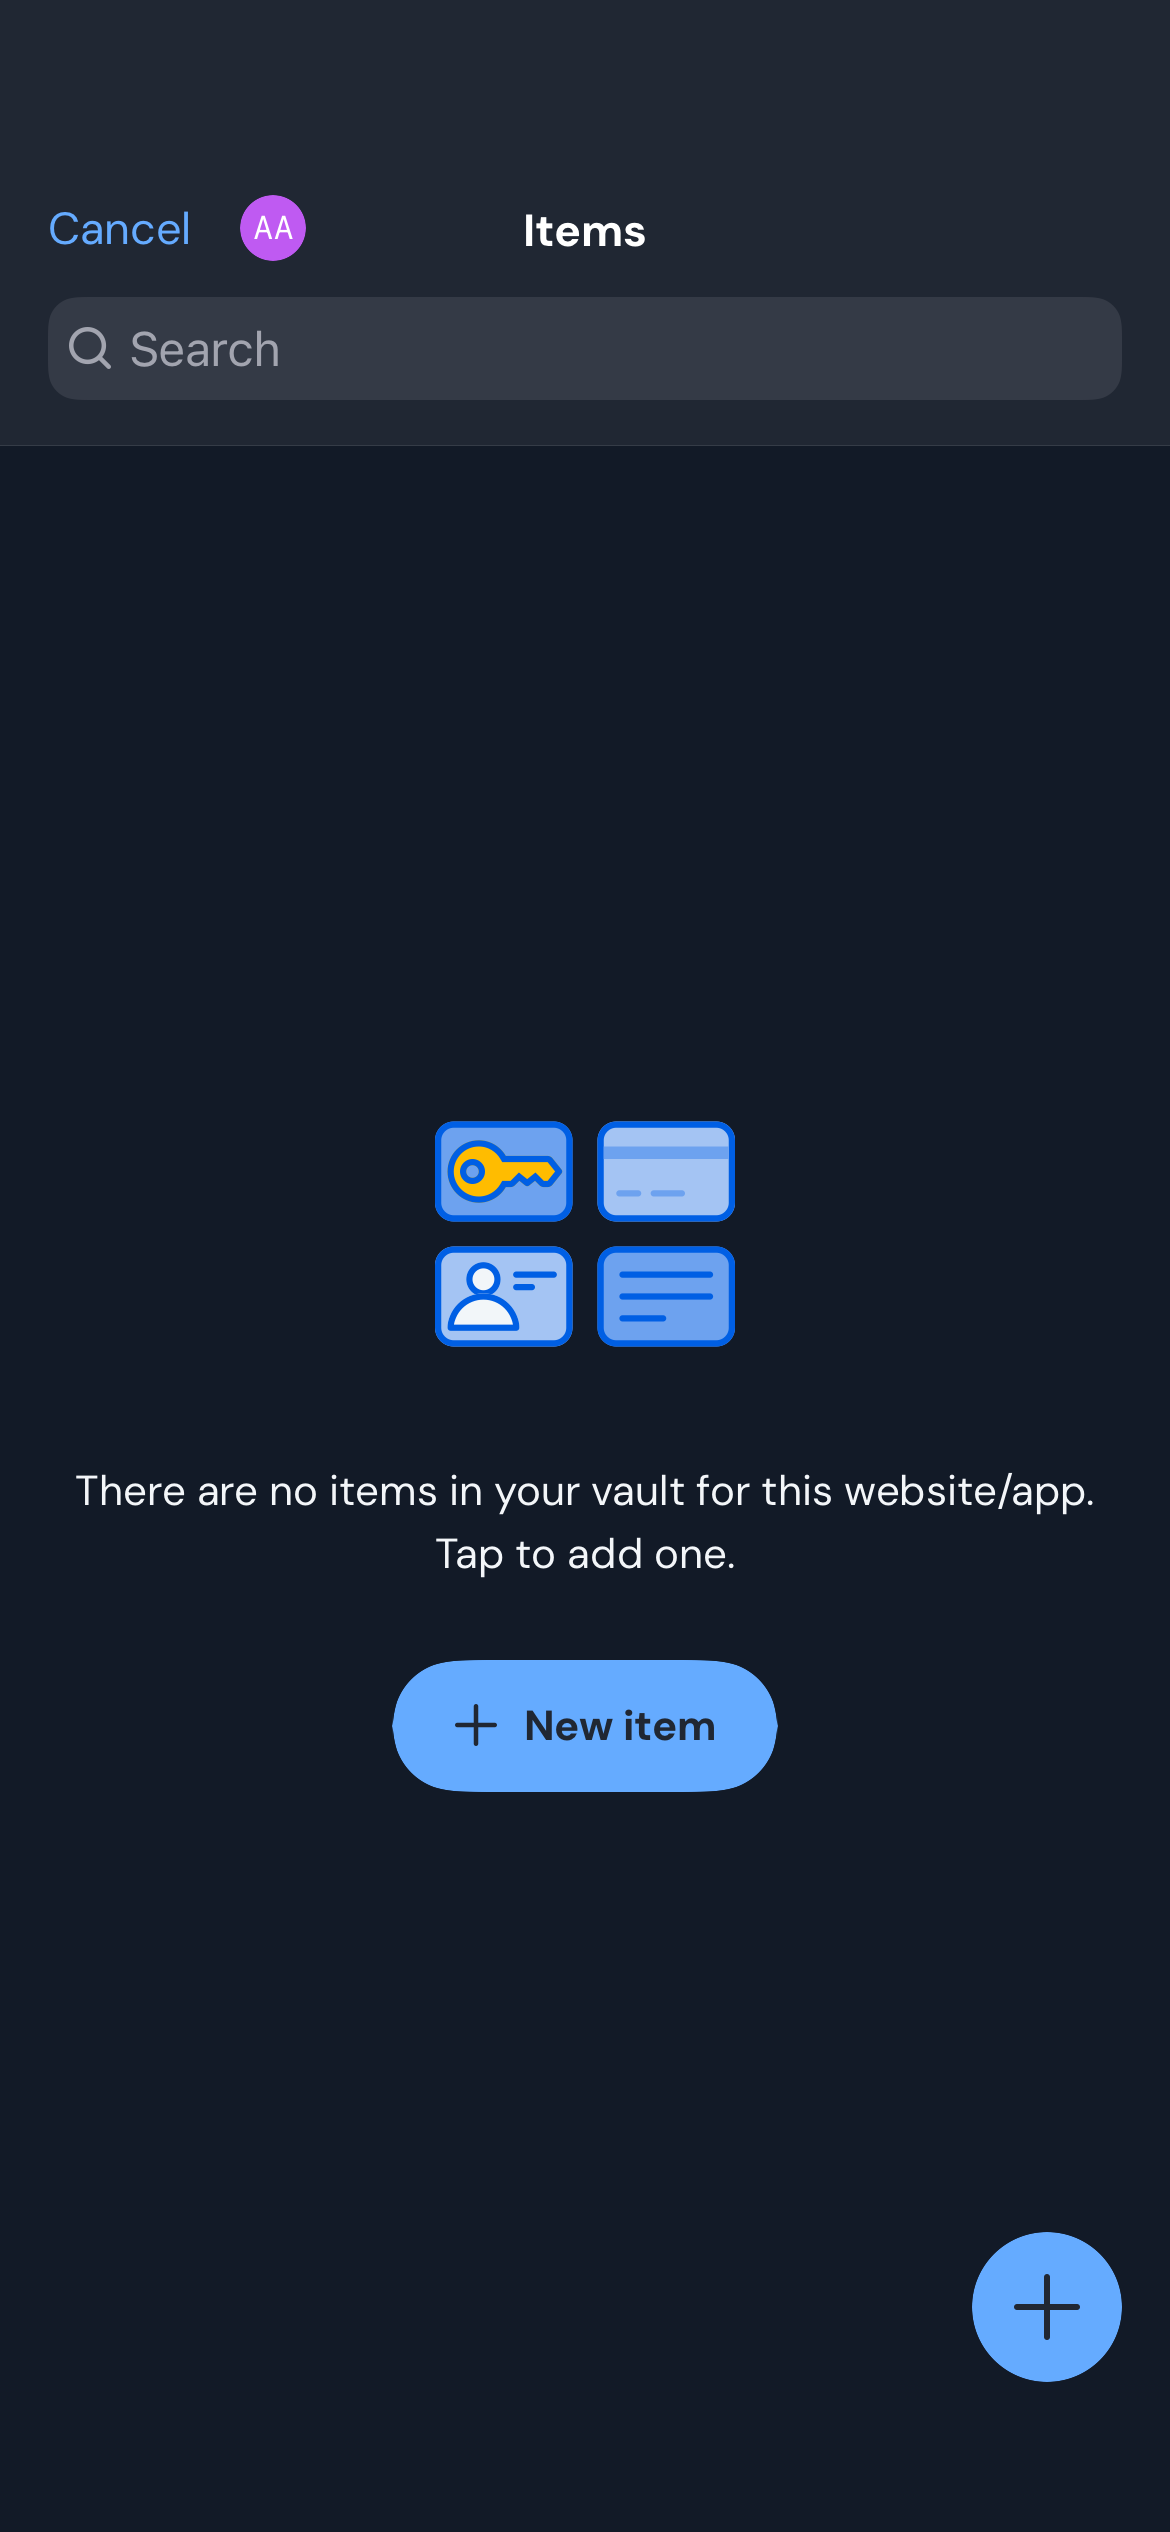 Cancel
AA
Items
Search
There are no items in your vault for this website/app.
Tap to add one.
New item